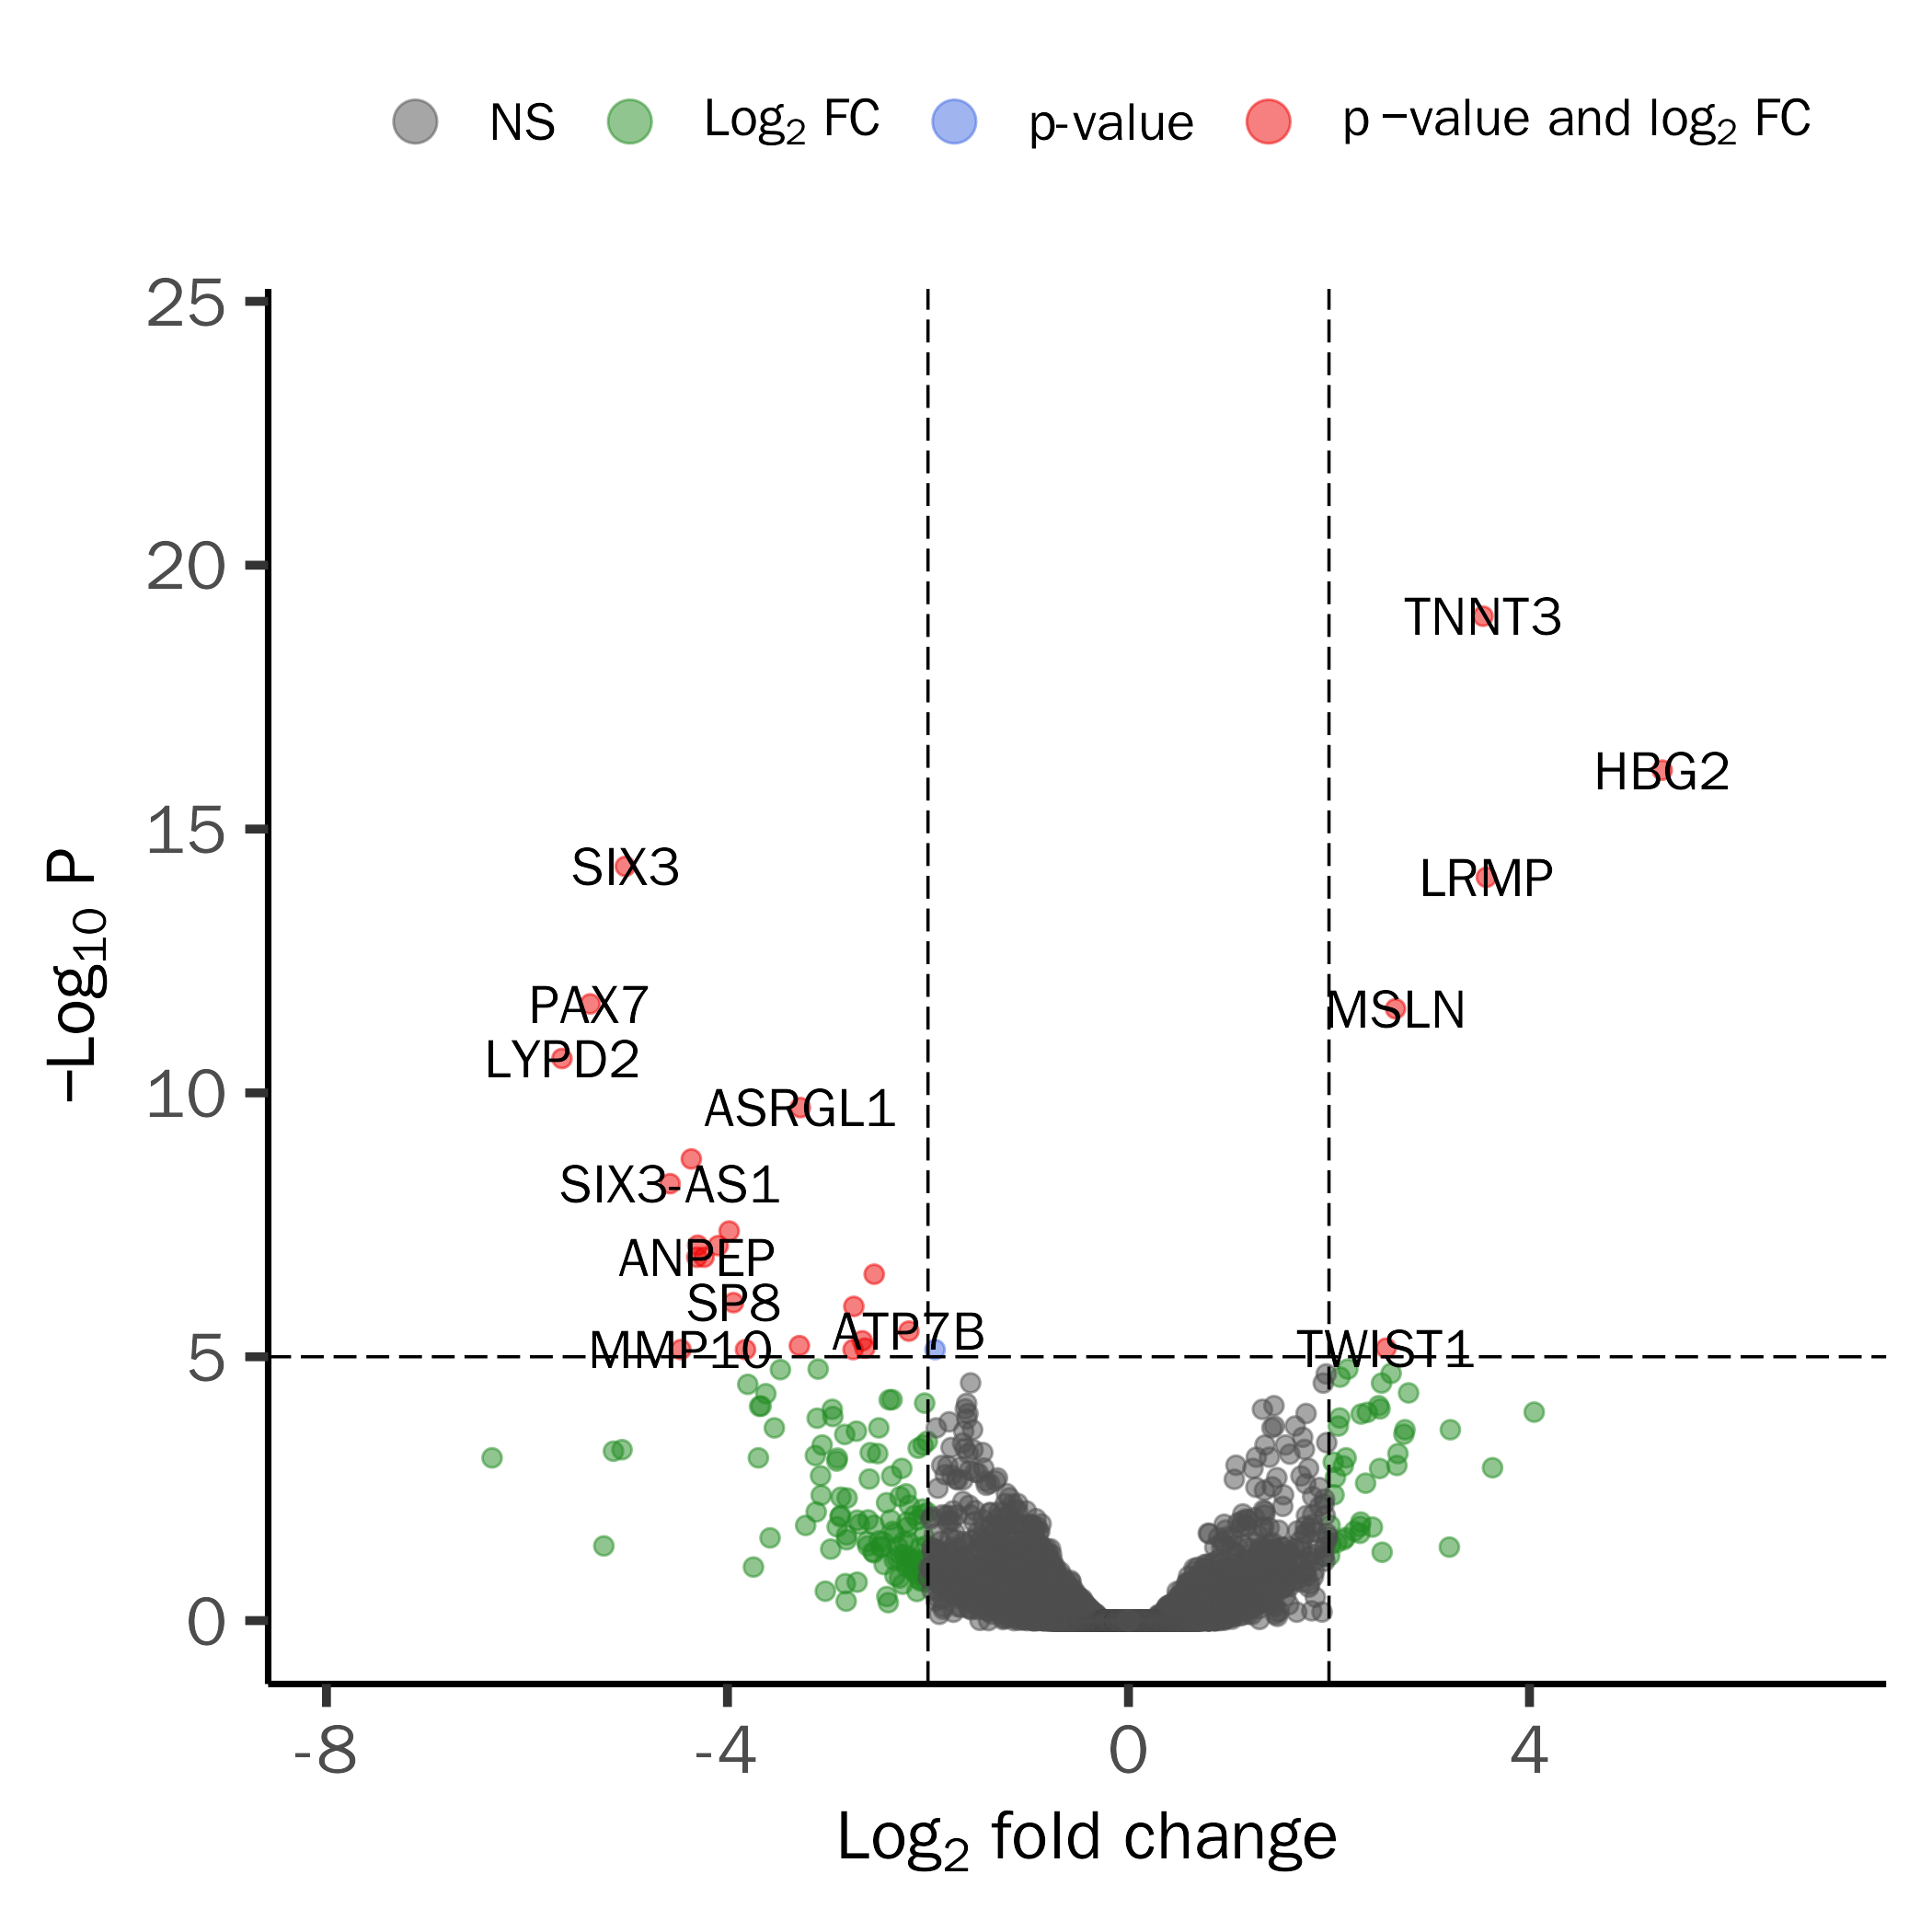 NS Log₂ FC p-value p −value and log₂ FC
25
20
15
10
5
0
−Log₁₀ P
TNNT3
HBG2
SIX3
LRMP
PAX7
MSLN
LYPD2
ASRGL1
SIX3-AS1
ANPEP
SP8
ATP7B
MMP10
TWIST1
-8 -4 0 4
Log₂ fold change